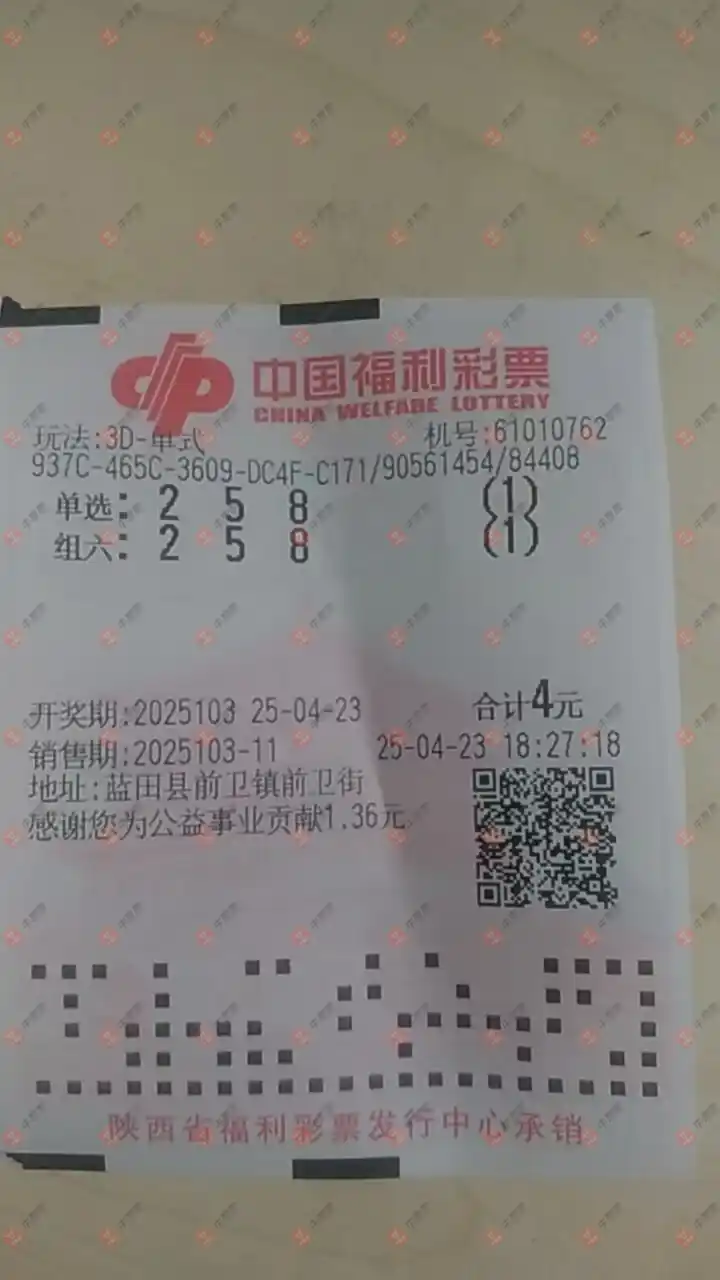 中国福利彩票
CHINA WELFARE LOTTERY
玩法:3D-单式 机号:61010762
937C-465C-3609-DC4F-C171/90561454/84408
单选: 2 5 8 (1)
组六: 2 5 8 (1)
开奖期:2025103 25-04-23 合计4元
销售期:2025103-11 25-04-23 18:27:18
地址:蓝田县前卫镇前卫街
感谢您为公益事业贡献1.36元
陕西省福利彩票发行中心承销